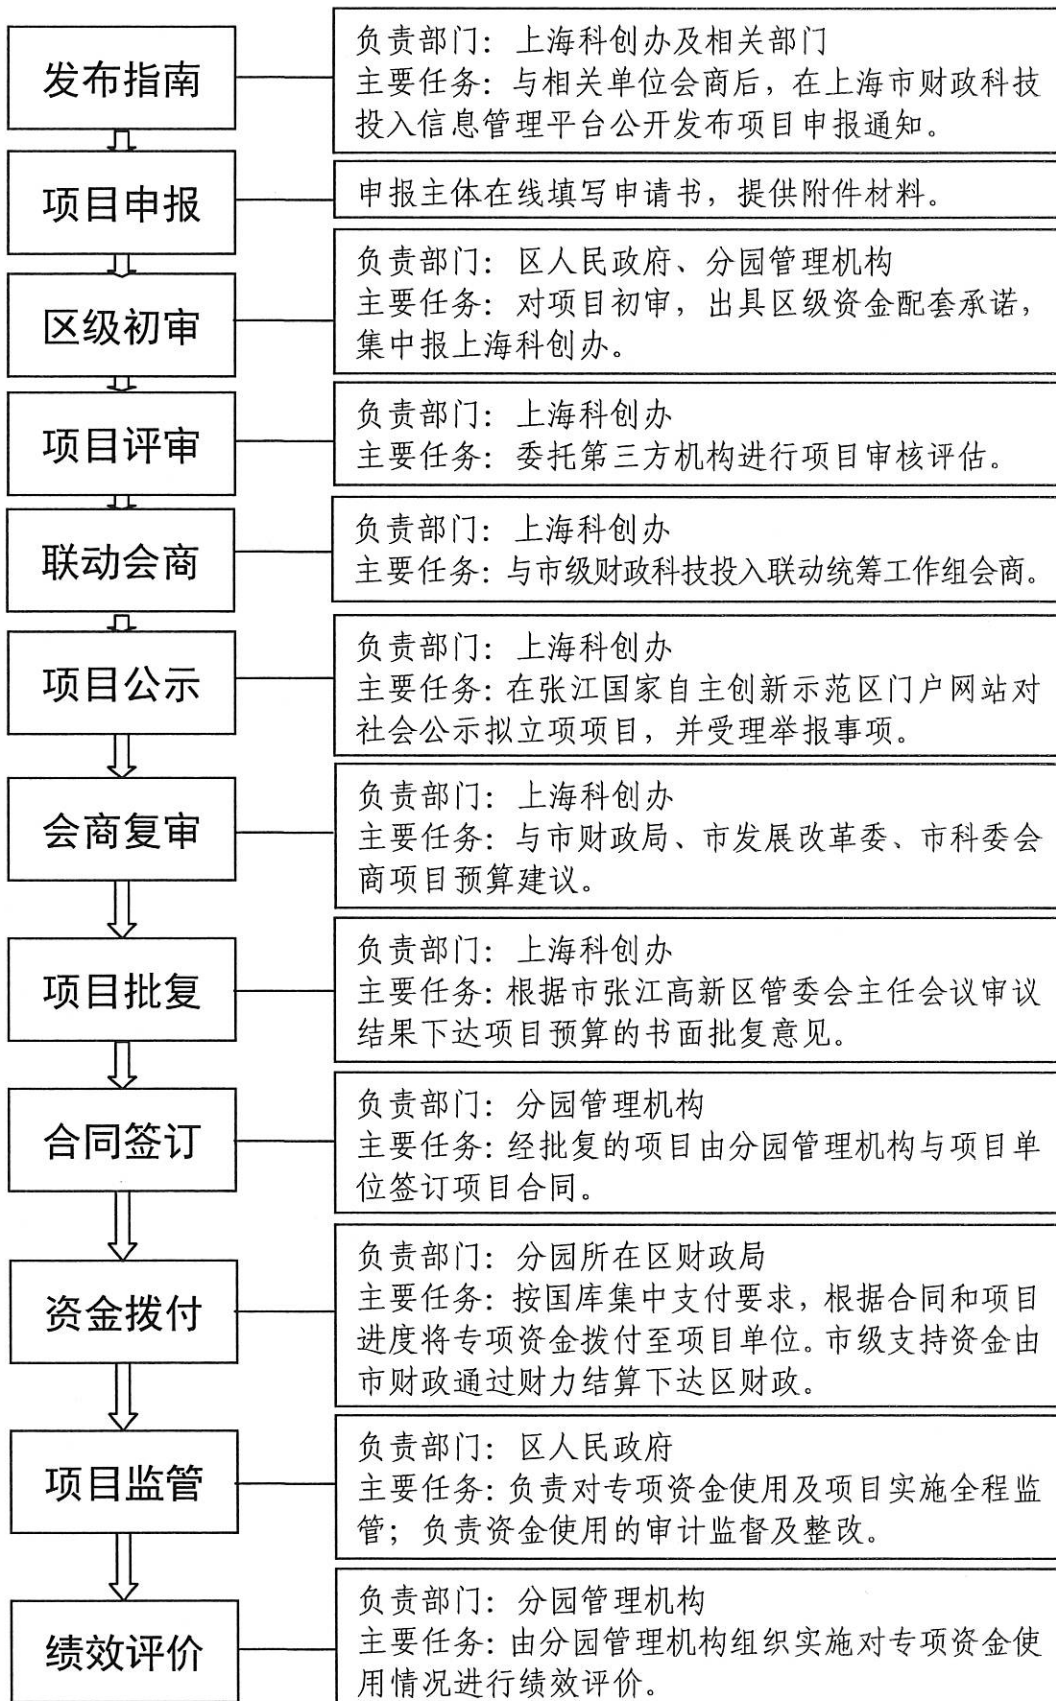 发布指南
负责部门：上海科创办及相关部门
主要任务：与相关单位会商后，在上海市财政科技
投入信息管理平台公开发布项目申报通知。
项目申报
申报主体在线填写申请书，提供附件材料。
区级初审
负责部门：区人民政府、分园管理机构
主要任务：对项目初审，出具区级资金配套承诺，
集中报上海科创办。
项目评审
负责部门：上海科创办
主要任务：委托第三方机构进行项目审核评估。
联动会商
负责部门：上海科创办
主要任务：与市级财政科技投入联动统筹工作组会商。
项目公示
负责部门：上海科创办
主要任务：在张江国家自主创新示范区门户网站对
社会公示拟立项项目，并受理举报事项。
会商复审
负责部门：上海科创办
主要任务：与市财政局、市发展改革委、市科委会
商项目预算建议。
项目批复
负责部门：上海科创办
主要任务：根据市张江高新区管委会主任会议审议
结果下达项目预算的书面批复意见。
合同签订
负责部门：分园管理机构
主要任务：经批复的项目由分园管理机构与项目单
位签订项目合同。
资金拨付
负责部门：分园所在区财政局
主要任务：按国库集中支付要求，根据合同和项目
进度将专项资金拨付至项目单位。市级支持资金由
市财政通过财力结算下达区财政。
项目监管
负责部门：区人民政府
主要任务：负责对专项资金使用及项目实施全程监
管；负责资金使用的审计监督及整改。
绩效评价
负责部门：分园管理机构
主要任务：由分园管理机构组织实施对专项资金使
用情况进行绩效评价。